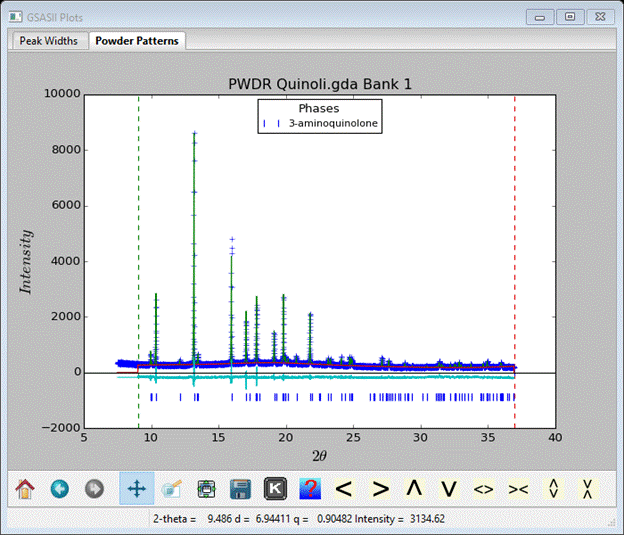 GSASII Plots
Peak Widths Powder Patterns
PWDR Quinoli.gda Bank 1
Phases
3-aminoquinolone
10000
8000
6000
4000
2000
0
−2000
Intensity
5 10 15 20 25 30 35 40
2θ
K ? < > Λ V <> >< 
2-theta = 9.486 d = 6.94411 q = 0.90482 Intensity = 3134.62